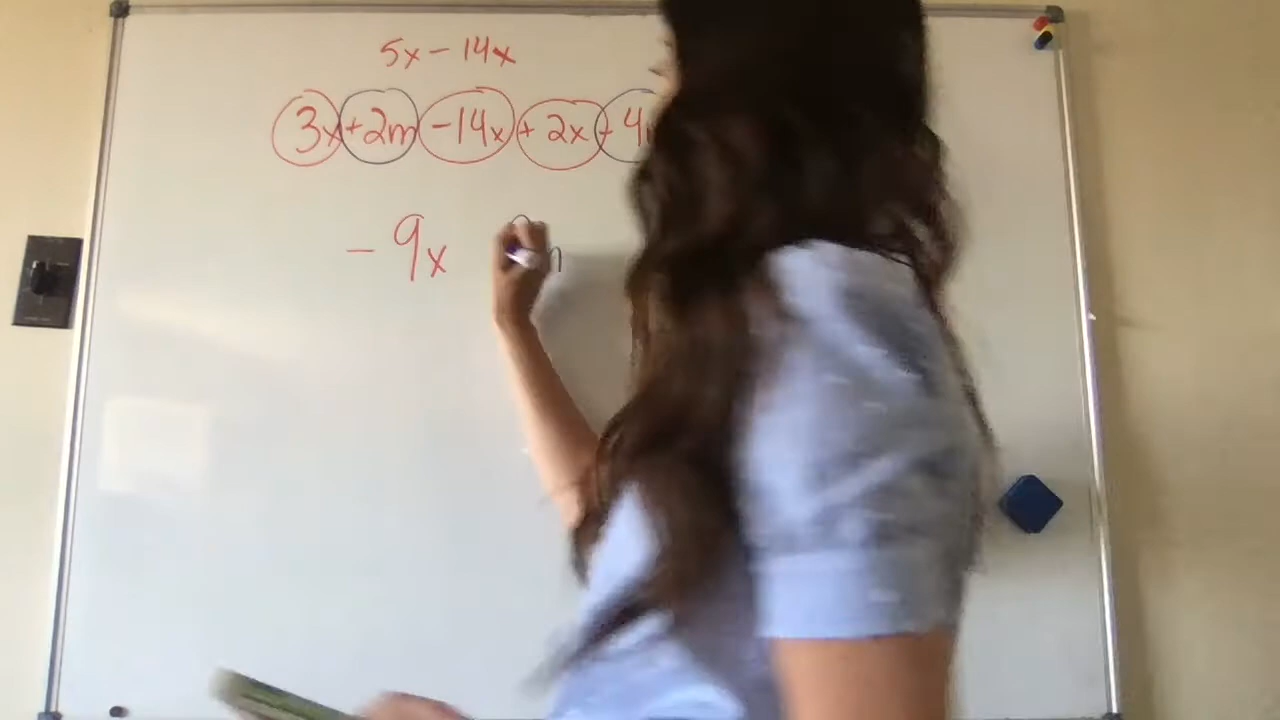 5x - 14x
3x +2m -14x + 2x - 4
- 9x